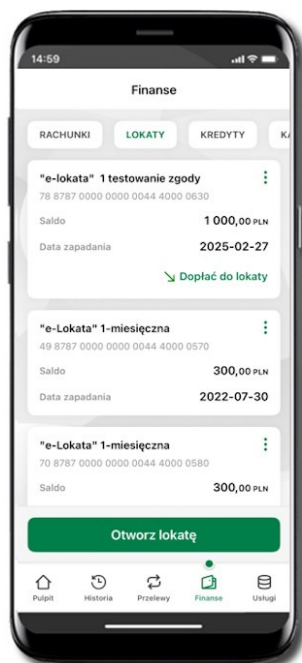 14:59
Finanse
RACHUNKI LOKATY KREDYTY
"e-lokata" 1 testowanie zgody
78 8787 0000 0000 0044 4000 0630
Saldo 1 000,00 PLN
Data zapadania 2025-02-27
Dopłać do lokaty
"e-Lokata" 1-miesięczna
49 8787 0000 0000 0044 4000 0570
Saldo 300,00 PLN
Data zapadania 2022-07-30
"e-Lokata" 1-miesięczna
70 8787 0000 0000 0044 4000 0580
Saldo 300,00 PLN
Otworz lokatę
Pulpit Historia Przelewy Finanse Usługi